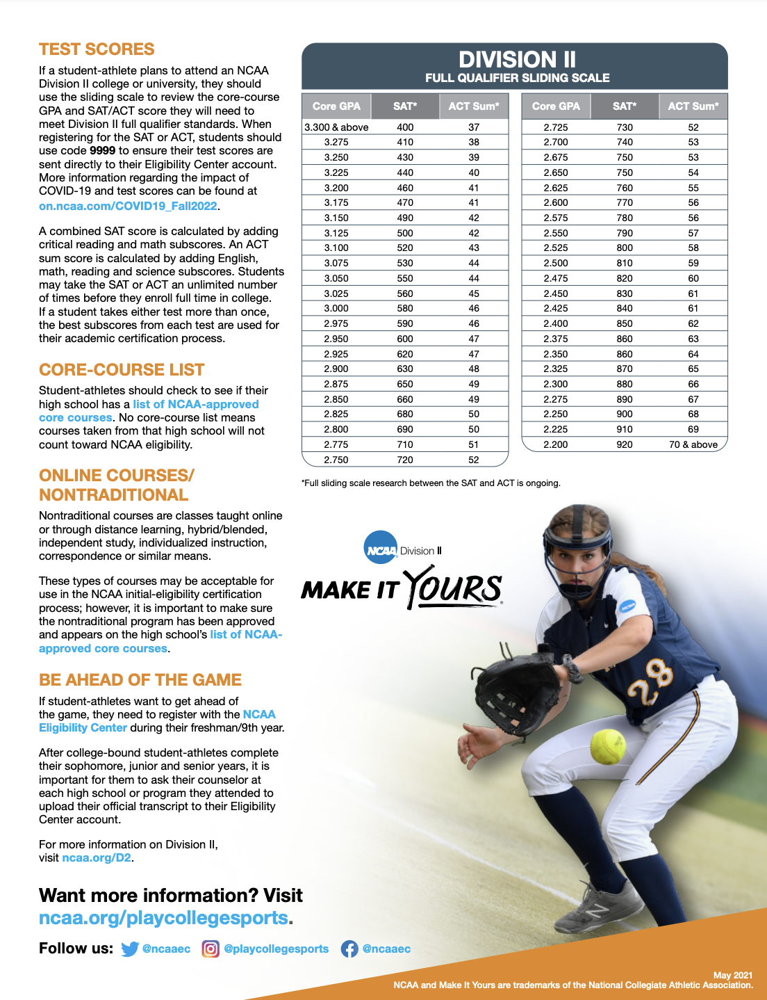 TEST SCORES
If a student-athlete plans to attend an NCAA
Division II college or university, they should
use the sliding scale to review the core-course
GPA and SAT/ACT score they will need to
meet Division II full qualifier standards. When
registering for the SAT or ACT, students should
use code 9999 to ensure their test scores are
sent directly to their Eligibility Center account.
More information regarding the impact of
COVID-19 and test scores can be found at
on.ncaa.com/COVID19_Fall2022.
A combined SAT score is calculated by adding
critical reading and math subscores. An ACT
sum score is calculated by adding English,
math, reading and science subscores. Students
may take the SAT or ACT an unlimited number
of times before they enroll full time in college.
If a student takes either test more than once,
the best subscores from each test are used for
their academic certification process.
CORE-COURSE LIST
Student-athletes should check to see if their
high school has a list of NCAA-approved
core courses. No core-course list means
courses taken from that high school will not
count toward NCAA eligibility.
ONLINE COURSES/
NONTRADITIONAL
Nontraditional courses are classes taught online
or through distance learning, hybrid/blended,
independent study, individualized instruction,
correspondence or similar means.
These types of courses may be acceptable for
use in the NCAA initial-eligibility certification
process; however, it is important to make sure
the nontraditional program has been approved
and appears on the high school's list of NCAA-
approved core courses.
BE AHEAD OF THE GAME
If student-athletes want to get ahead of
the game, they need to register with the NCAA
Eligibility Center during their freshman/9th year.
After college-bound student-athletes complete
their sophomore, junior and senior years, it is
important for them to ask their counselor at
each high school or program they attended to
upload their official transcript to their Eligibility
Center account.
For more information on Division II,
visit ncaa.org/D2.
Want more information? Visit
ncaa.org/playcollegesports.
Follow us: @ncaaec @playcollegesports @ncaaec
DIVISION II
FULL QUALIFIER SLIDING SCALE
Core GPA SAT* ACT Sum*
3.300 & above 400 37
3.275 410 38
3.250 430 39
3.225 440 40
3.200 460 41
3.175 470 41
3.150 490 42
3.125 500 42
3.100 520 43
3.075 530 44
3.050 550 44
3.025 560 45
3.000 580 46
2.975 590 46
2.950 600 47
2.925 620 47
2.900 630 48
2.875 650 49
2.850 660 49
2.825 680 50
2.800 690 50
2.775 710 51
2.750 720 52
Core GPA SAT* ACT Sum*
2.725 730 52
2.700 740 53
2.675 750 53
2.650 750 54
2.625 760 55
2.600 770 56
2.575 780 56
2.550 790 57
2.525 800 58
2.500 810 59
2.475 820 60
2.450 830 61
2.425 840 61
2.400 850 62
2.375 860 63
2.350 860 64
2.325 870 65
2.300 880 66
2.275 890 67
2.250 900 68
2.225 910 69
2.200 920 70 & above
*Full sliding scale research between the SAT and ACT is ongoing.
NCAA Division II
MAKE IT YOURS®
NCAA
28
N
May 2021
NCAA and Make It Yours are trademarks of the National Collegiate Athletic Association.